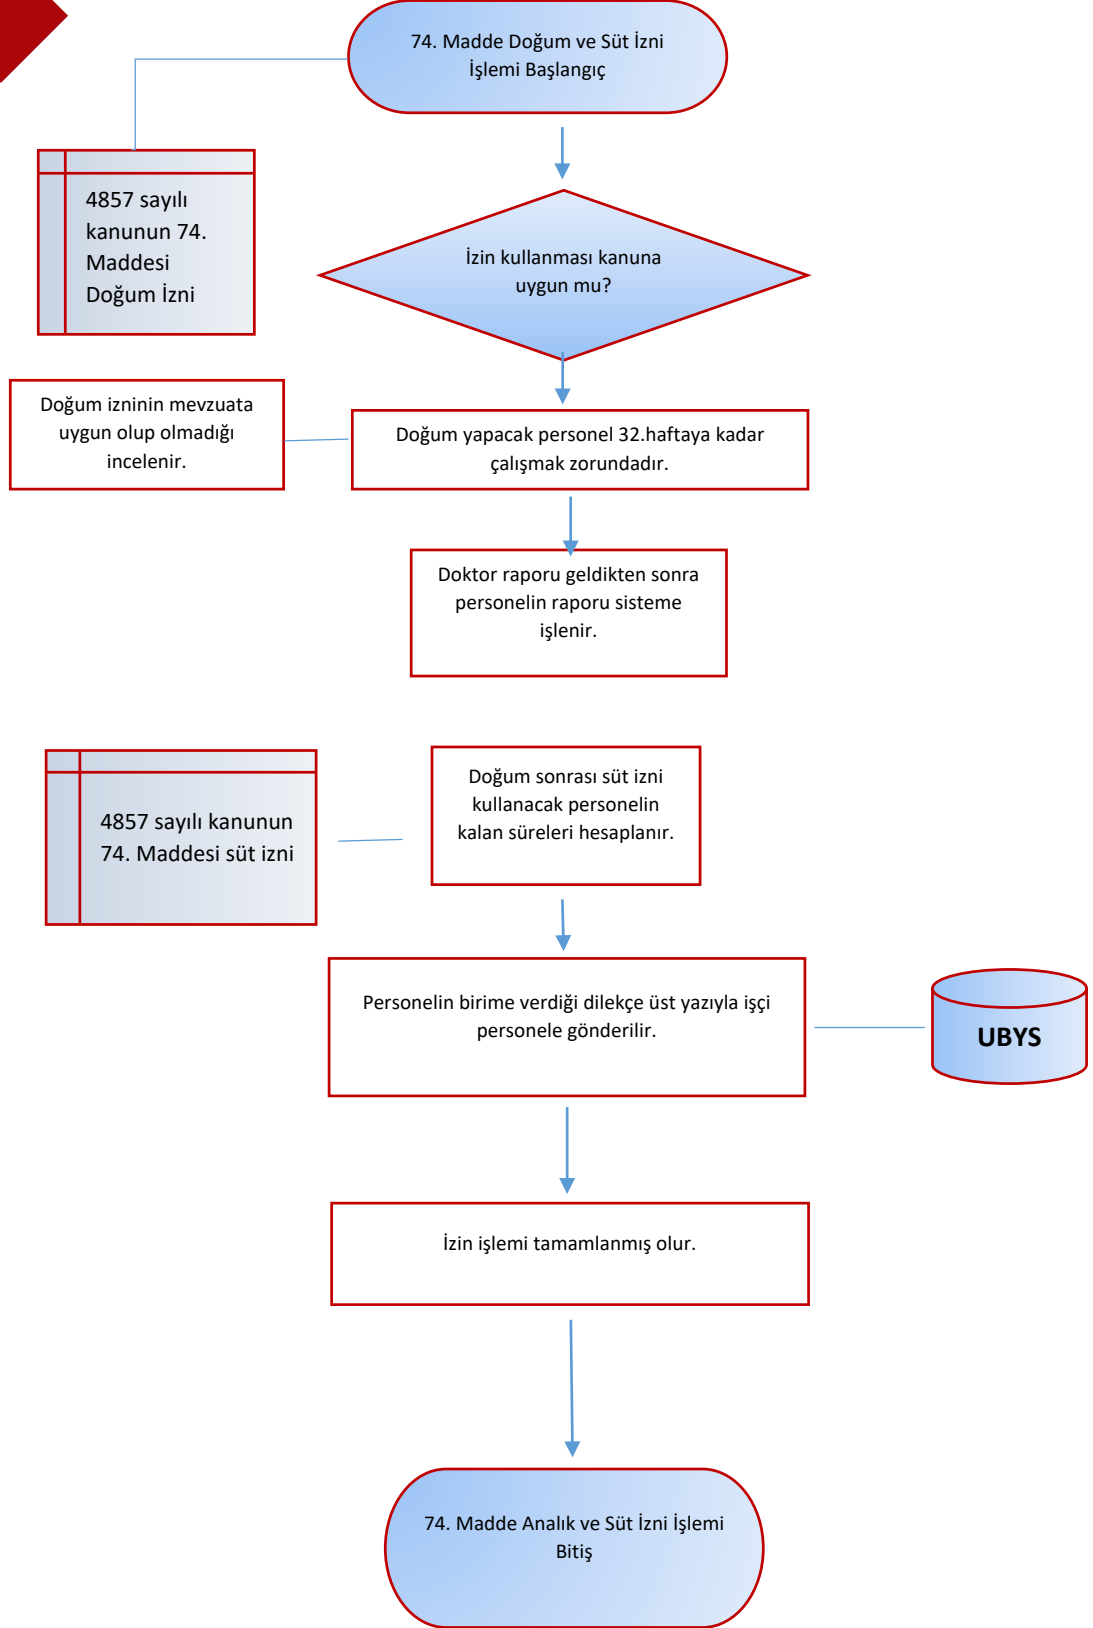 74. Madde Doğum ve Süt İzni
İşlemi Başlangıç
4857 sayılı
kanunun 74.
Maddesi
Doğum İzni
İzin kullanması kanuna
uygun mu?
Doğum izninin mevzuata
uygun olup olmadığı
incelenir.
Doğum yapacak personel 32.haftaya kadar
çalışmak zorundadır.
Doktor raporu geldikten sonra
personelin raporu sisteme
işlenir.
4857 sayılı kanunun
74. Maddesi süt izni
Doğum sonrası süt izni
kullanacak personelin
kalan süreleri hesaplanır.
Personelin birime verdiği dilekçe üst yazıyla işçi
personele gönderilir.
UBYS
İzin işlemi tamamlanmış olur.
74. Madde Analık ve Süt İzni İşlemi
Bitiş